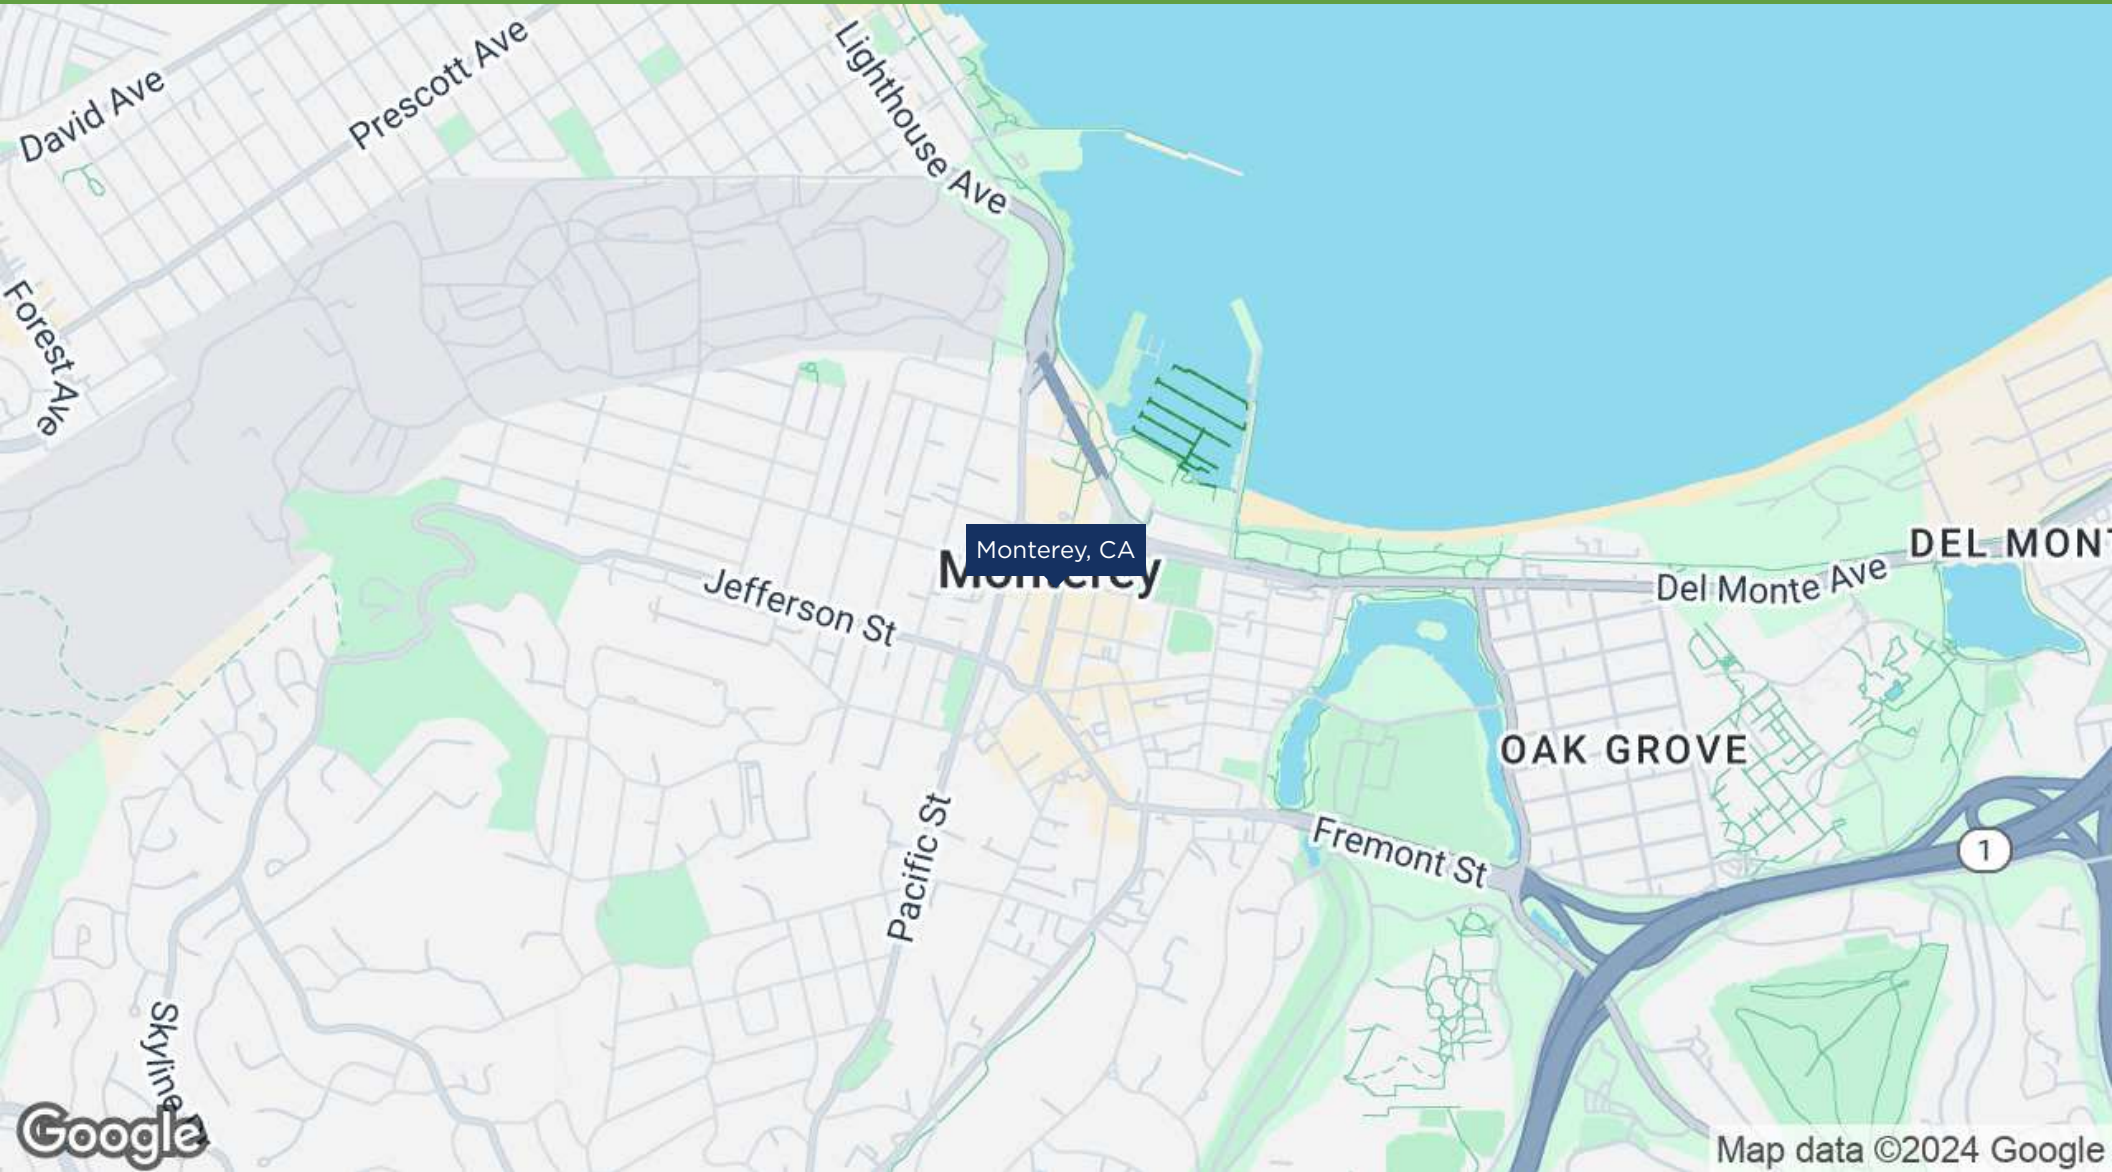 David Ave
Prescott Ave
Lighthouse Ave
Forest Ave
Monterey, CA
Monterey
Jefferson St
DEL MONT
Del Monte Ave
OAK GROVE
Pacific St
Fremont St
1
Skyline Dr
Google
Map data ©2024 Google